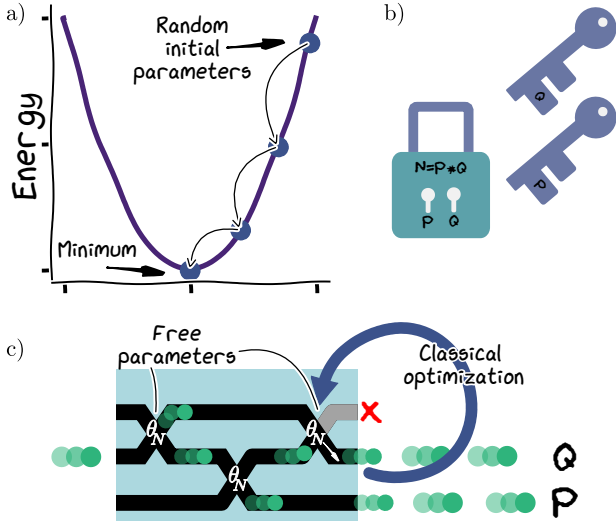 a)
Random
initial
parameters
Energy
Minimum
b)
Q
P
N=P*Q
P Q
c)
Free
parameters
Classical
optimization
θN
θN
θN
X
Q
P